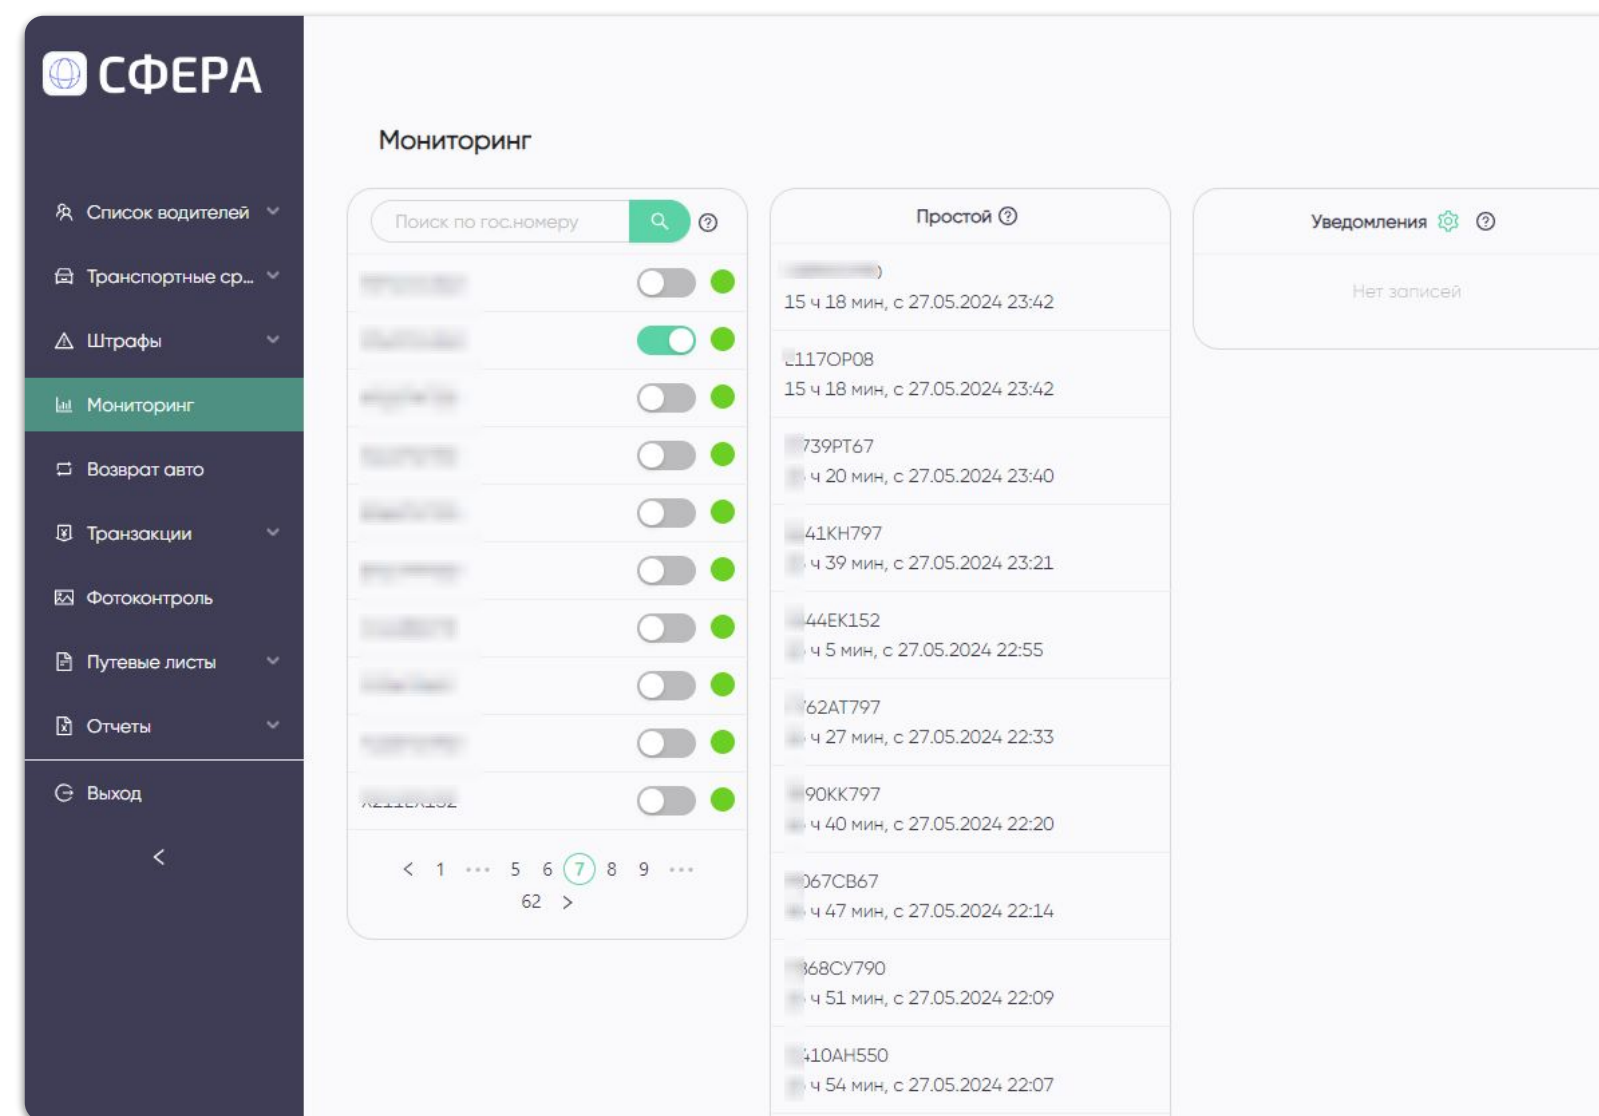 СФЕРА
Список водителей
Транспортные ср...
Штрафы
Мониторинг
Возврат авто
Транзакции
Фотоконтроль
Путевые листы
Отчеты
Выход
Мониторинг
Поиск по гос.номеру
< 1 ••• 5 6 7 8 9 •••
62 >
Простой
15 ч 18 мин, с 27.05.2024 23:42
117ОР08
15 ч 18 мин, с 27.05.2024 23:42
739РТ67
ч 20 мин, с 27.05.2024 23:40
41КН797
ч 39 мин, с 27.05.2024 23:21
44ЕК152
ч 5 мин, с 27.05.2024 22:55
62АТ797
ч 27 мин, с 27.05.2024 22:33
90КК797
ч 40 мин, с 27.05.2024 22:20
067СВ67
ч 47 мин, с 27.05.2024 22:14
868СУ790
ч 51 мин, с 27.05.2024 22:09
410АН550
ч 54 мин, с 27.05.2024 22:07
Уведомления
Нет записей